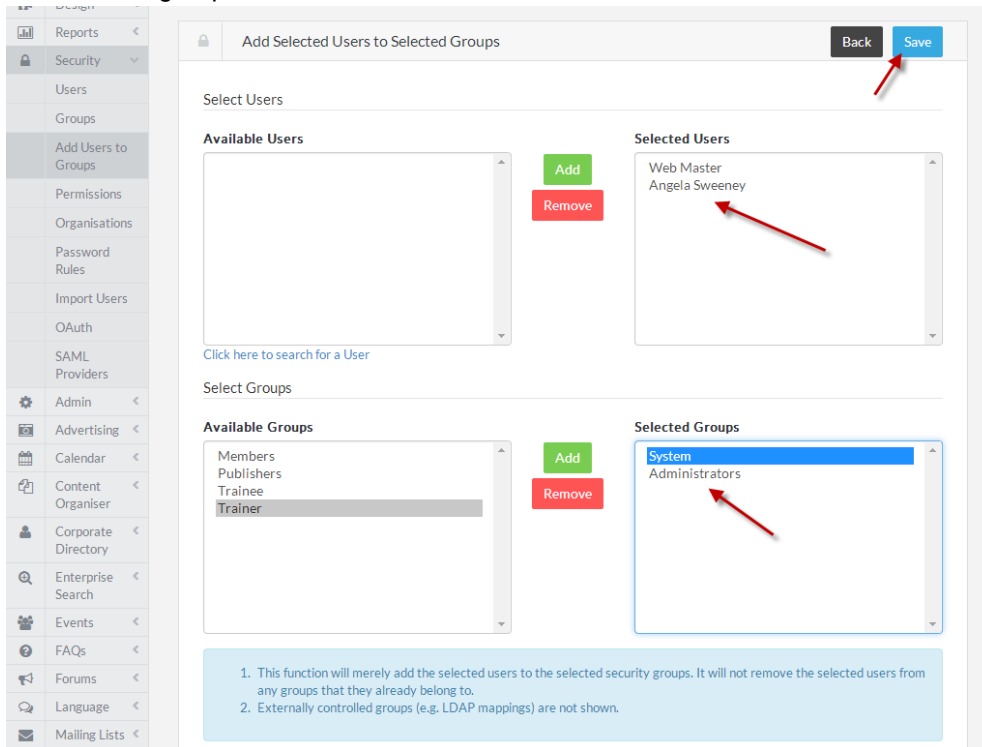 Design
Reports
Security
Users
Groups
Add Users to
Groups
Permissions
Organisations
Password
Rules
Import Users
OAuth
SAML
Providers
Admin
Advertising
Calendar
Content
Organiser
Corporate
Directory
Enterprise
Search
Events
FAQs
Forums
Language
Mailing Lists
Add Selected Users to Selected Groups
Back
Save
Select Users
Available Users
Add
Remove
Selected Users
Web Master
Angela Sweeney
Click here to search for a User
Select Groups
Available Groups
Members
Publishers
Trainee
Trainer
Add
Remove
Selected Groups
System
Administrators
1. This function will merely add the selected users to the selected security groups. It will not remove the selected users from
any groups that they already belong to.
2. Externally controlled groups (e.g. LDAP mappings) are not shown.